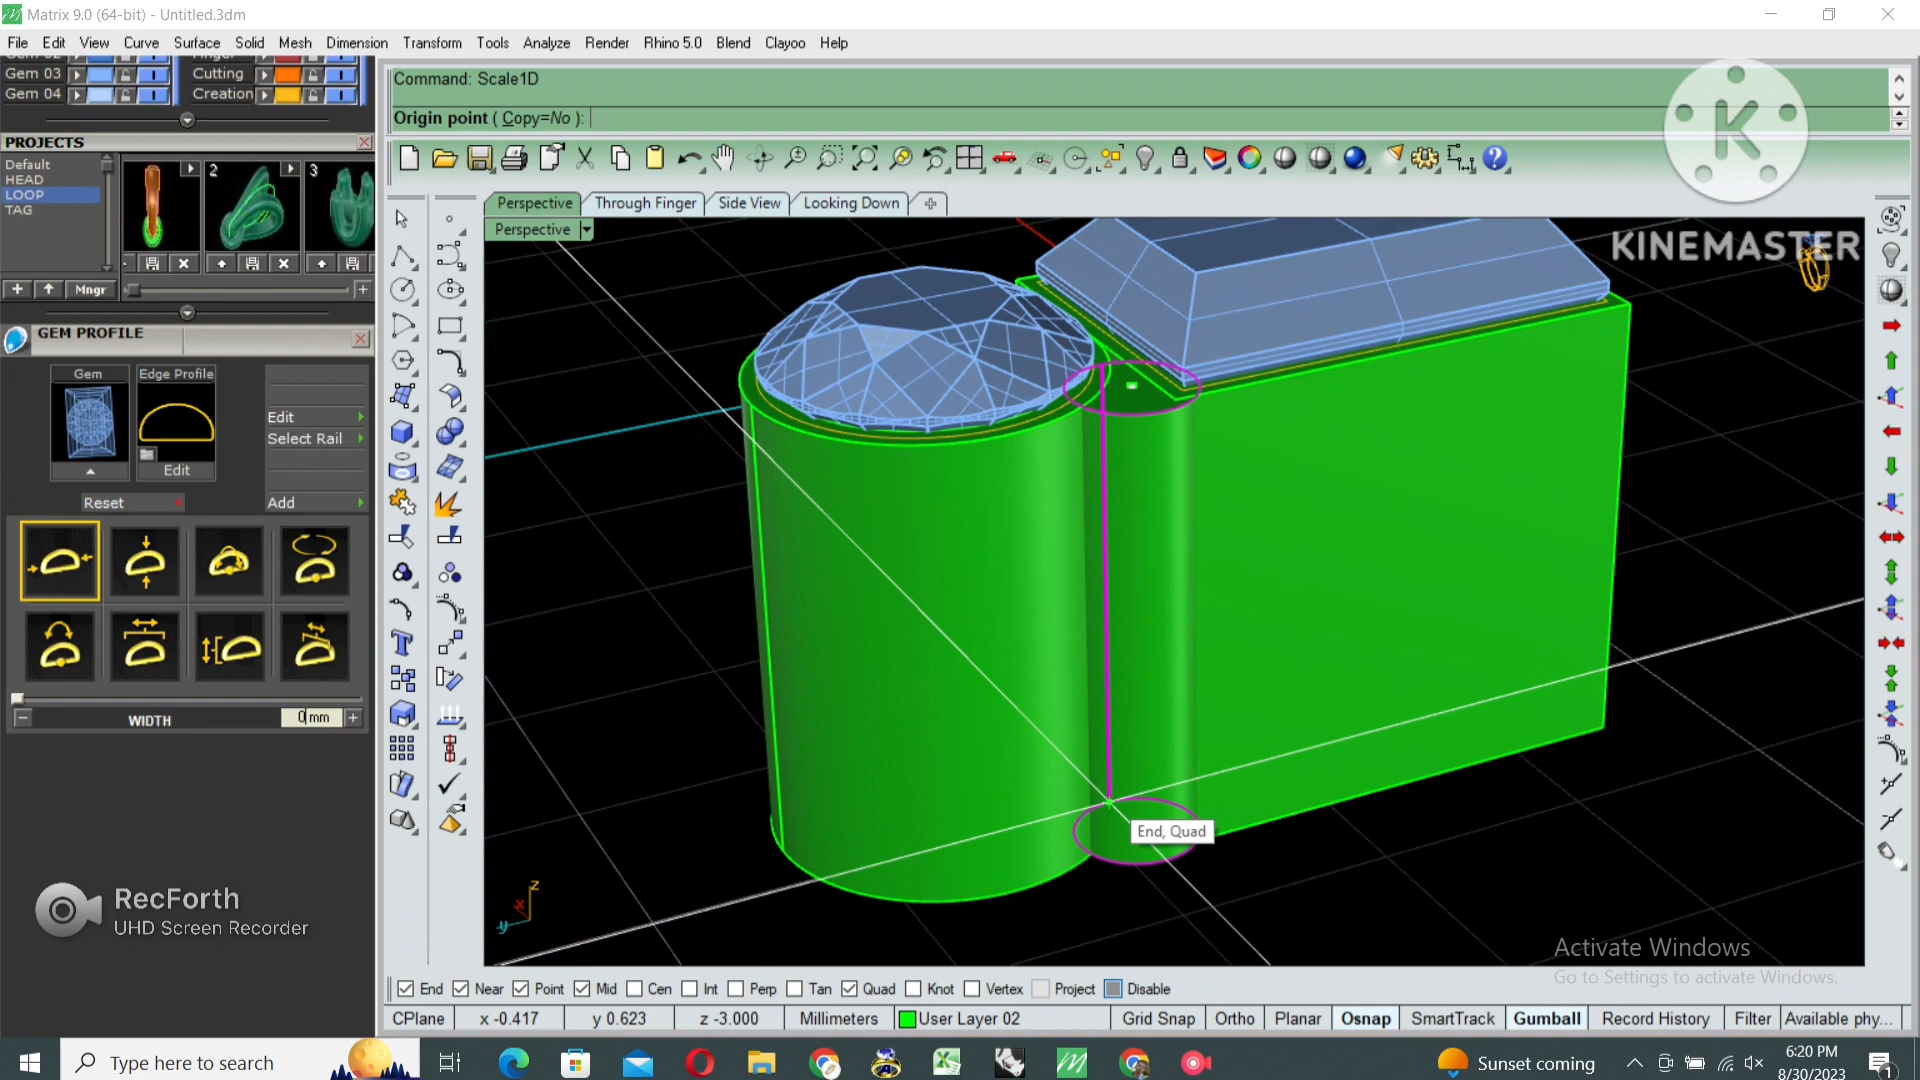 Matrix 9.0 (64-bit) - Untitled.3dm
File Edit View Curve Surface Solid Mesh Dimension Transform Tools Analyze Render Rhino 5.0 Blend Clayoo Help
Gem 03 Cutting
Gem 04 Creation
Command: Scale1D
Origin point ( Copy=No ):
PROJECTS
Default
HEAD
LOOP
TAG
2
3
Mngr
Perspective Through Finger Side View Looking Down
Perspective
K
KINEMASTER
GEM PROFILE
Gem Edge Profile
Edit
Select Rail
Edit
Reset Add
WIDTH 0 mm
End, Quad
z
x
y
RecForth
UHD Screen Recorder
Activate Windows
Go to Settings to activate Windows.
End Near Point Mid Cen Int Perp Tan Quad Knot Vertex Project Disable
CPlane x -0.417 y 0.623 z -3.000 Millimeters User Layer 02 Grid Snap Ortho Planar Osnap SmartTrack Gumball Record History Filter Available phy...
Type here to search
Sunset coming
6:20 PM
8/30/2023
1